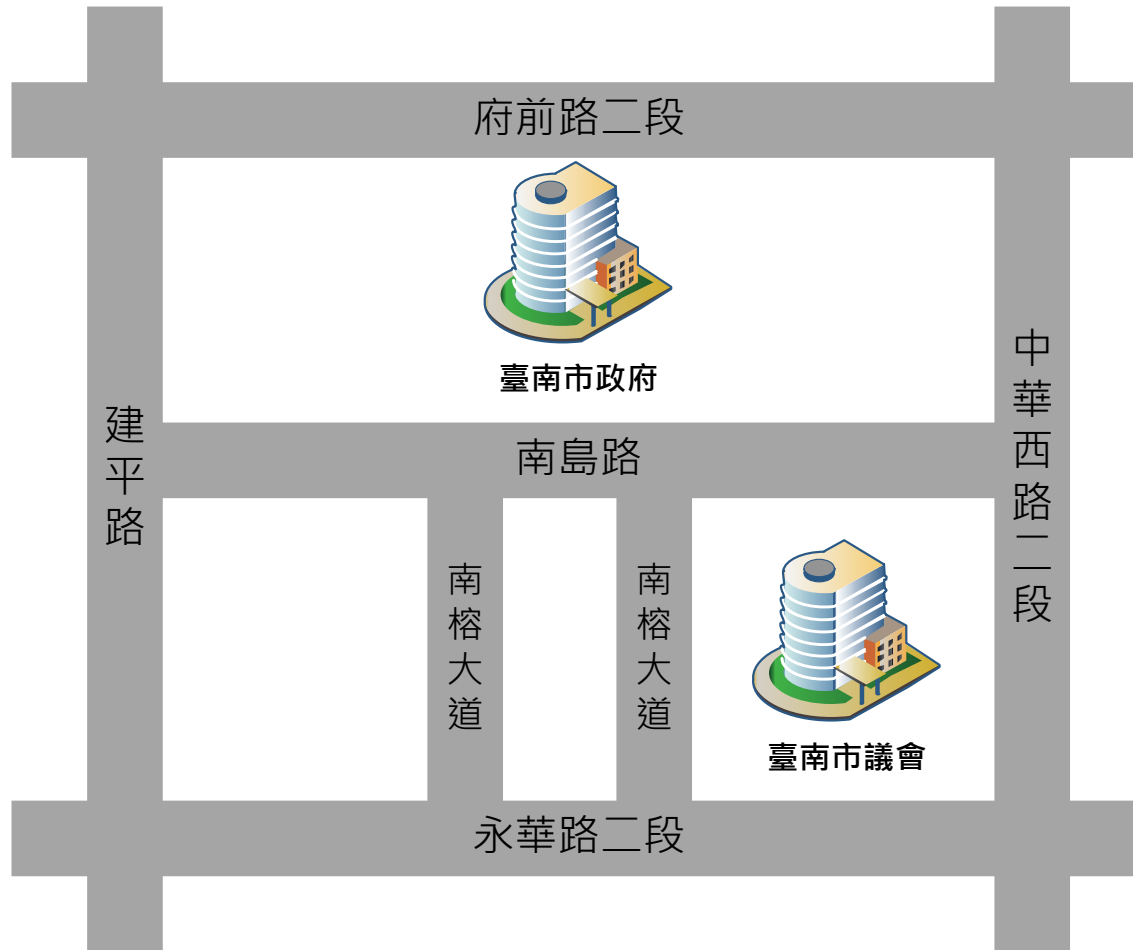 府前路二段
臺南市政府
中華西路二段
建平路
南島路
南榕大道
南榕大道
臺南市議會
永華路二段